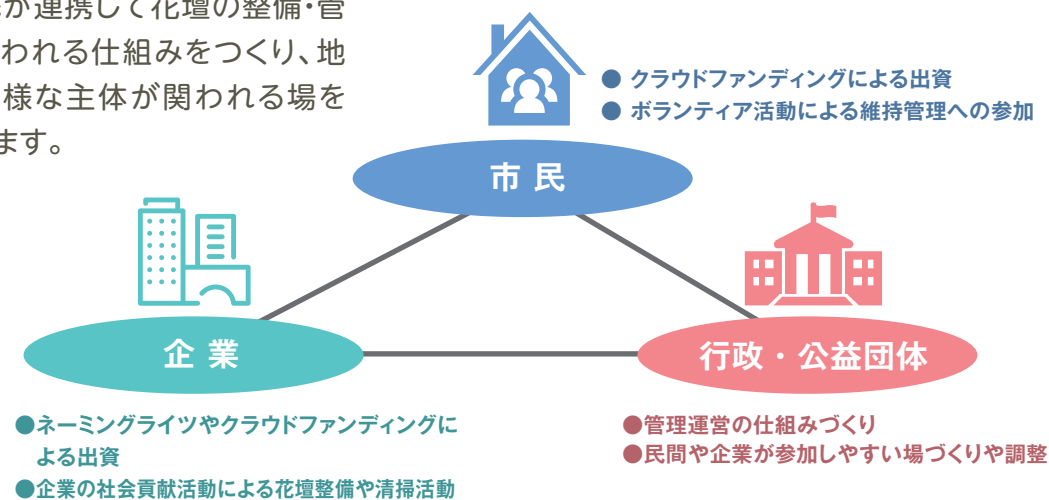 が連携して花壇の整備・管
われる仕組みをつくり、地
様な主体が関われる場を
ます。
● クラウドファンディングによる出資
● ボランティア活動による維持管理への参加
市民
企業
行政・公益団体
●ネーミングライツやクラウドファンディングに
よる出資
●企業の社会貢献活動による花壇整備や清掃活動
●管理運営の仕組みづくり
●民間や企業が参加しやすい場づくりや調整